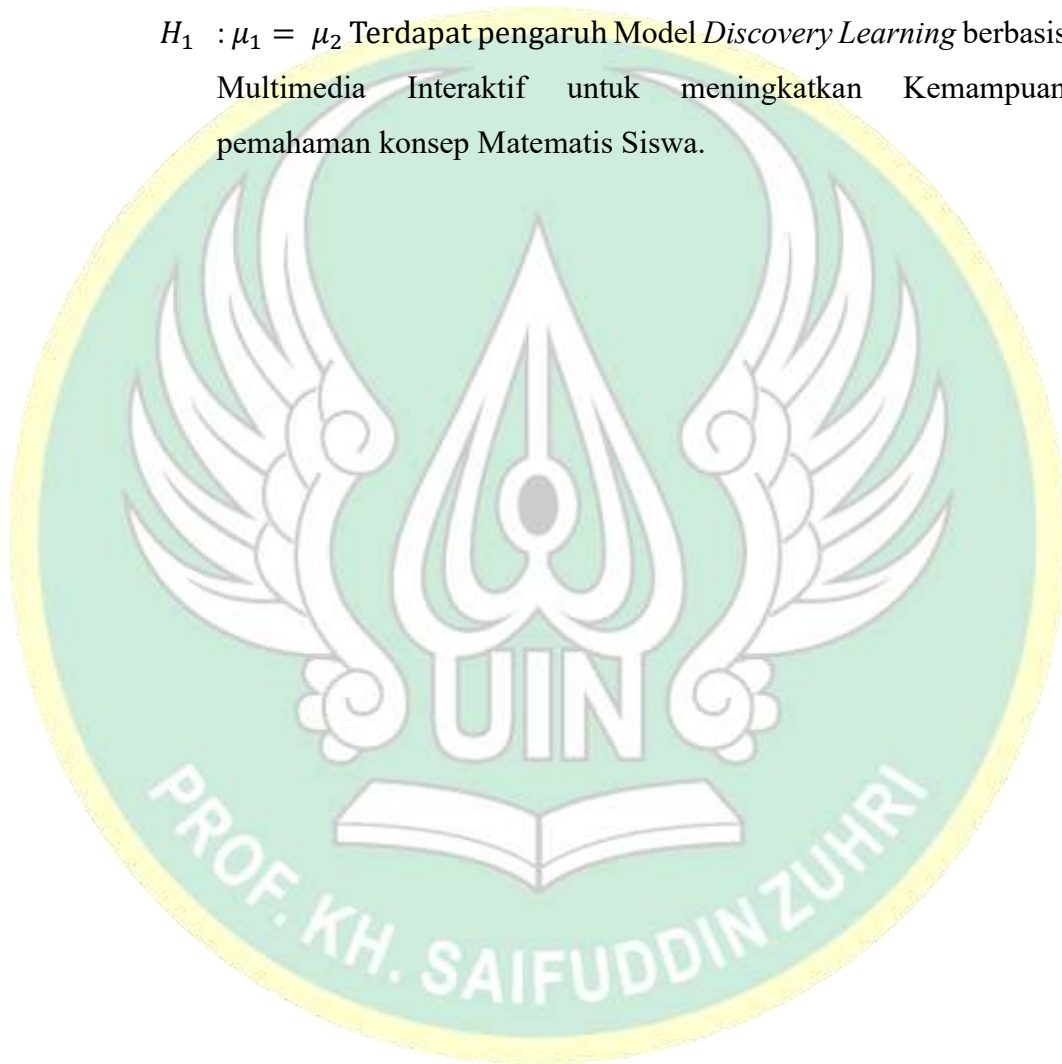 H₁ : μ₁ = μ₂ Terdapat pengaruh Model Discovery Learning berbasis
Multimedia Interaktif untuk meningkatkan Kemampuan
pemahaman konsep Matematis Siswa.
UIN
PROF. KH. SAIFUDDIN ZUHRI